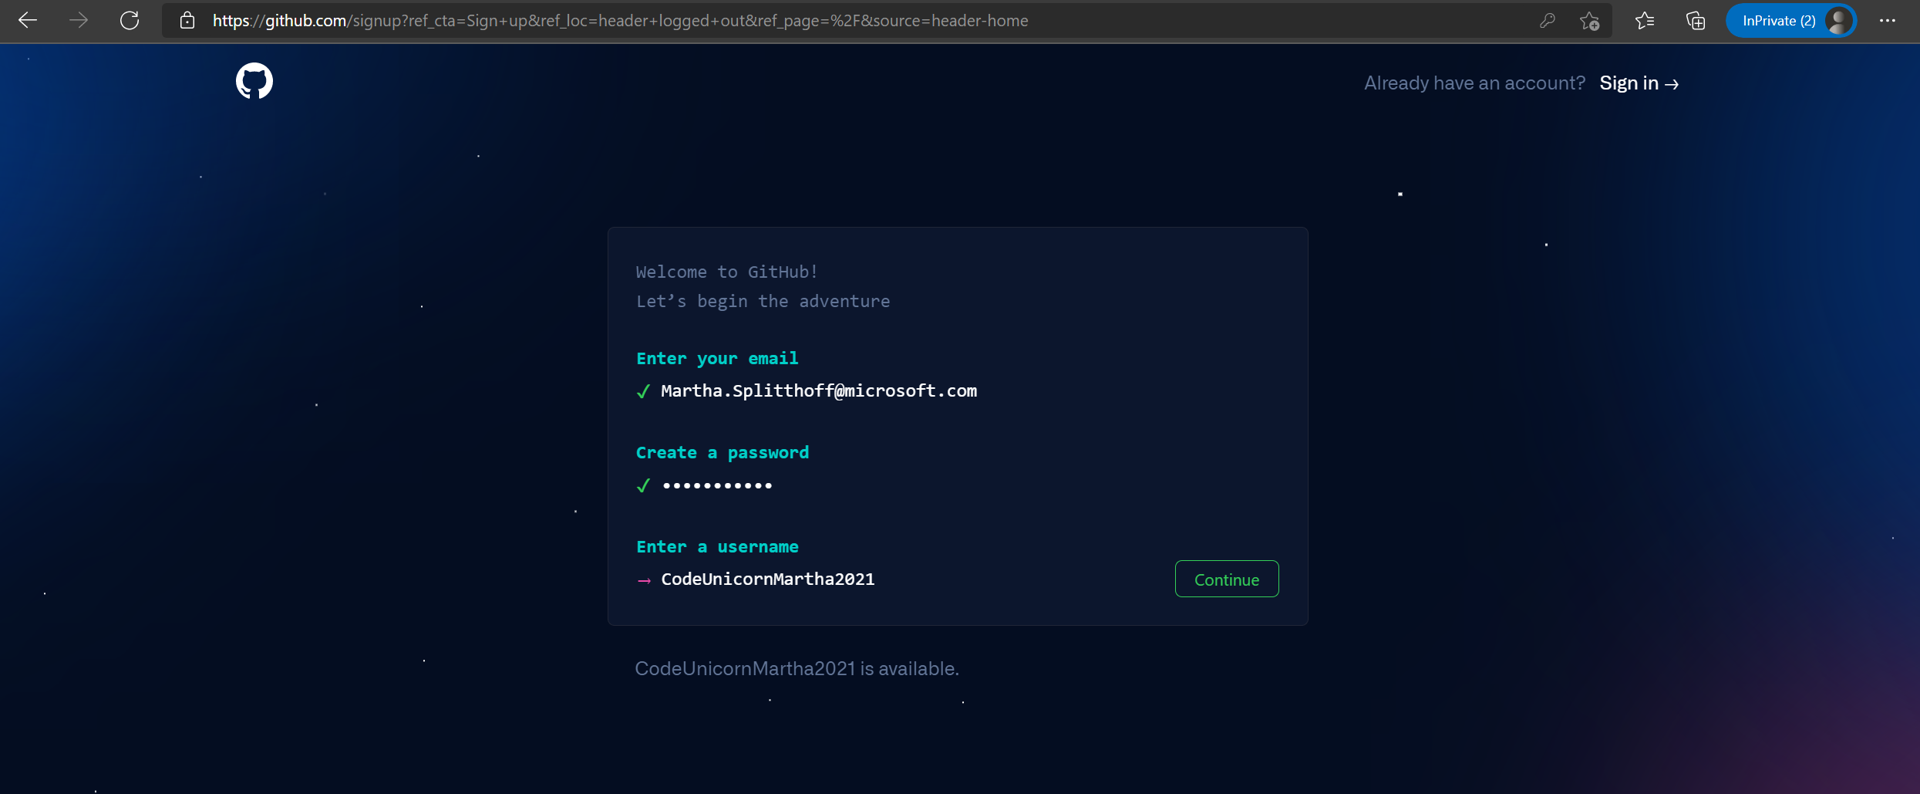 https://github.com/signup?ref_cta=Sign+up&ref_loc=header+logged+out&ref_page=%2F&source=header-home
InPrivate (2)
Already have an account? Sign in →
Welcome to GitHub!
Let’s begin the adventure
Enter your email
✓ Martha.Splitthoff@microsoft.com
Create a password
✓ •••••••••••
Enter a username
→ CodeUnicornMartha2021
Continue
CodeUnicornMartha2021 is available.